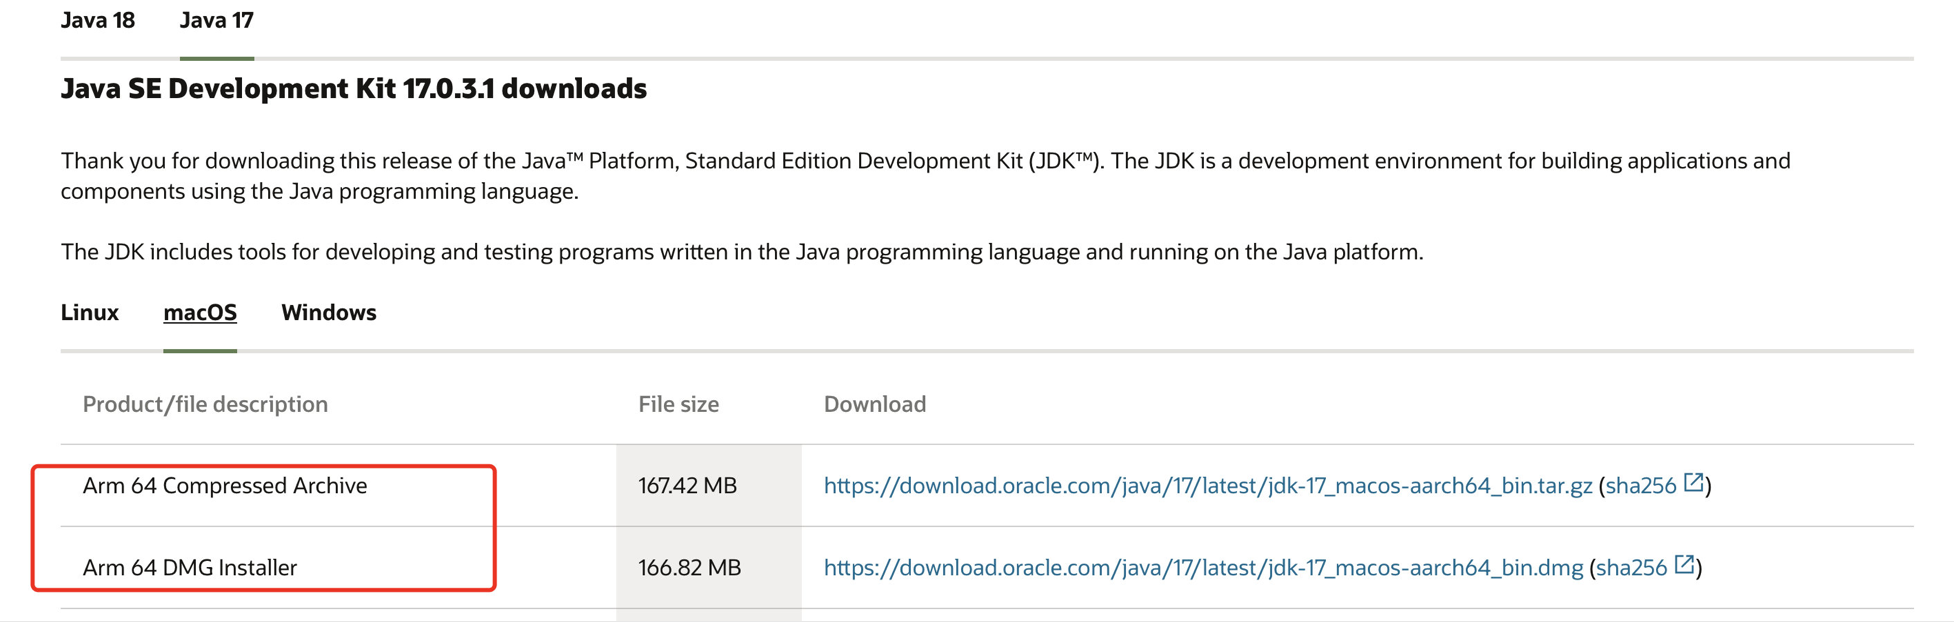 Java 18 Java 17
Java SE Development Kit 17.0.3.1 downloads
Thank you for downloading this release of the Java™ Platform, Standard Edition Development Kit (JDK™). The JDK is a development environment for building applications and
components using the Java programming language.
The JDK includes tools for developing and testing programs written in the Java programming language and running on the Java platform.
Linux macOS Windows
Product/file description File size Download
Arm 64 Compressed Archive 167.42 MB https://download.oracle.com/java/17/latest/jdk-17_macos-aarch64_bin.tar.gz (sha256)
Arm 64 DMG Installer 166.82 MB https://download.oracle.com/java/17/latest/jdk-17_macos-aarch64_bin.dmg (sha256)